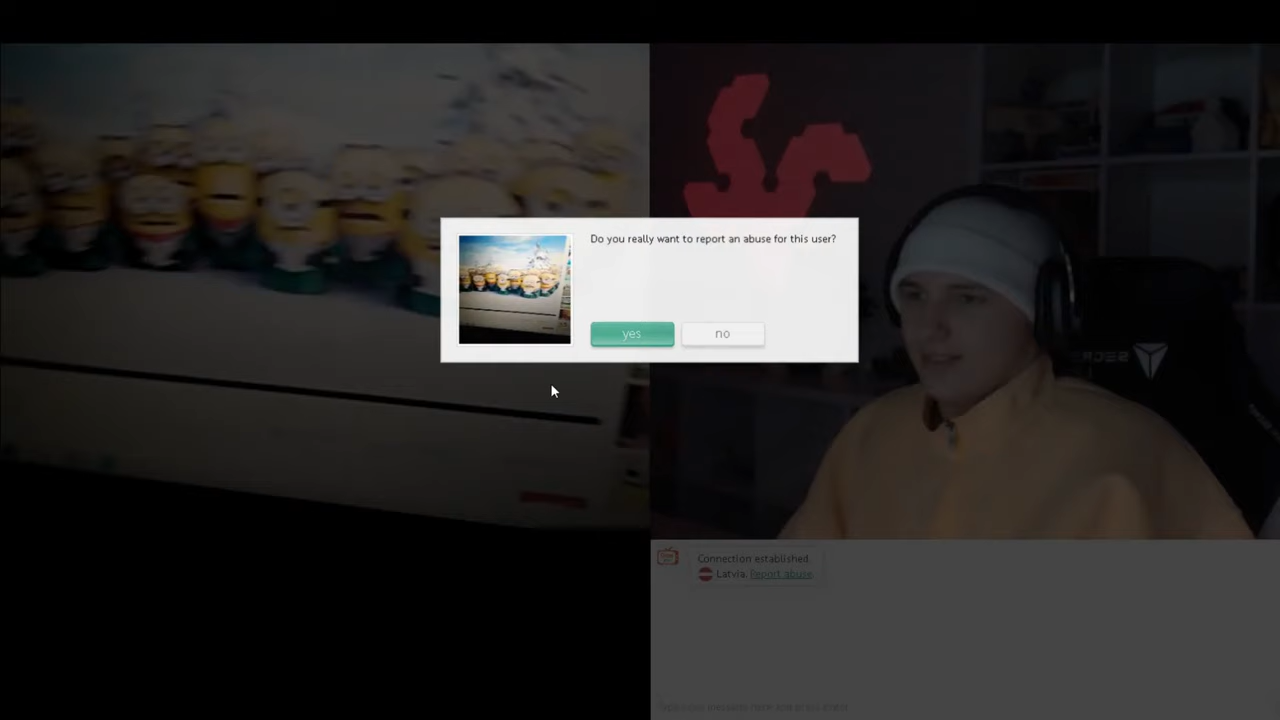 Do you really want to report an abuse for this user?
yes
no
Connection established.
Latvia. Report abuse